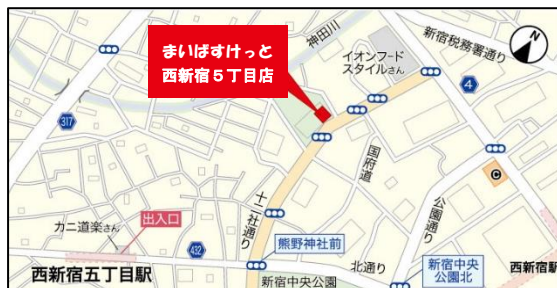 まいばすけっと
西新宿5丁目店
神田川
イオンフード
スタイルさん
新宿税務署通り
4
317
国府道
十二社通り
公園通り
C
カニ道楽さん
出入口
432
熊野神社前
西新宿五丁目駅
新宿中央公園
北通り
新宿中央
公園北
西新宿駅